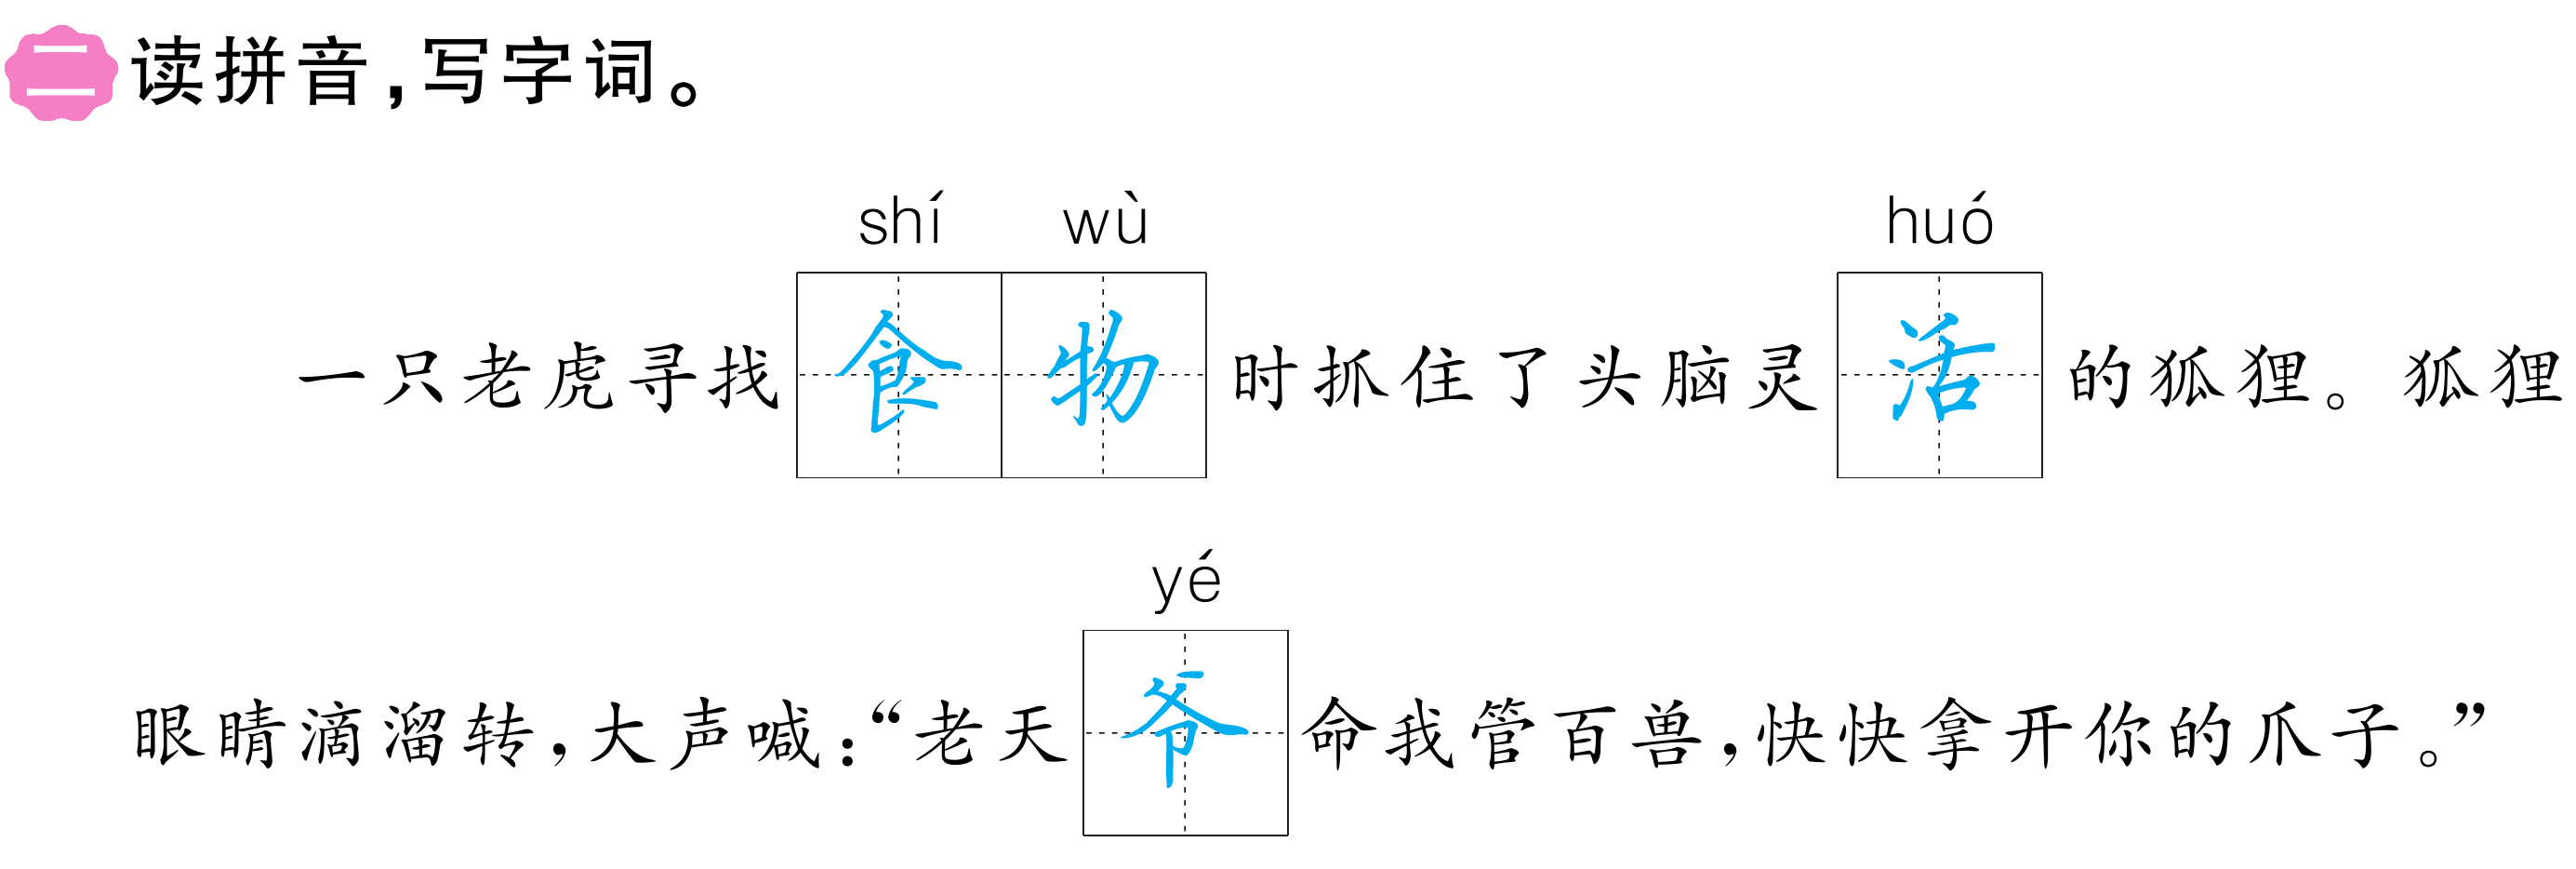 二 读拼音,写字词。
shí wù huó
一只老虎寻找食物时抓住了头脑灵活的狐狸。狐狸
yé
眼睛滴溜转,大声喊:“老天爷命我管百兽,快快拿开你的爪子。”